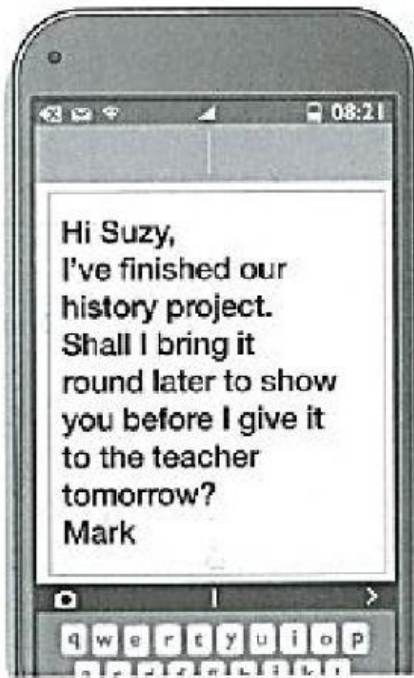 08:21
Hi Suzy,
I've finished our
history project.
Shall I bring it
round later to show
you before I give it
to the teacher
tomorrow?
Mark
q w e r t y u i o p